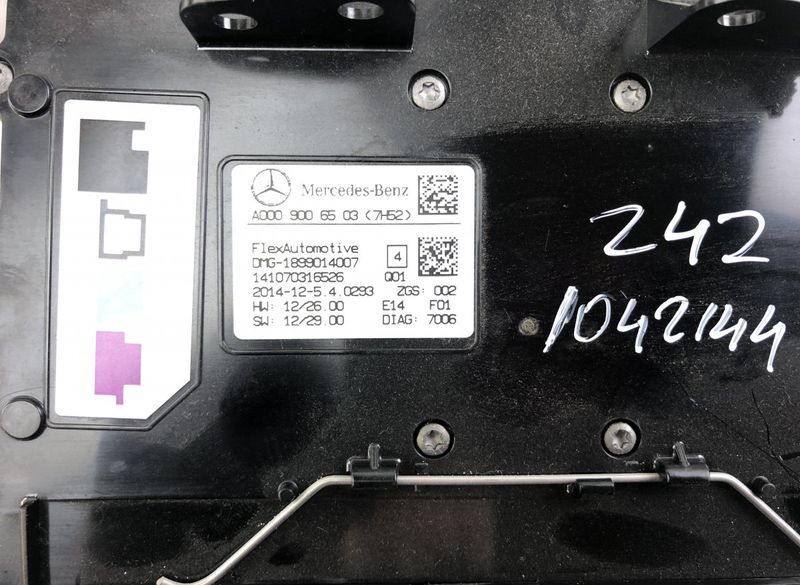 Mercedes-Benz
A000 900 65 03 (7H52)
FlexAutomotive
4
DMG-1899014007
141070316526 Q01
2014-12-5.4.0293 ZGS: 002
HW: 12/26.00 E14 F01
SW: 12/29.00 DIAG: 7006
242
1042144